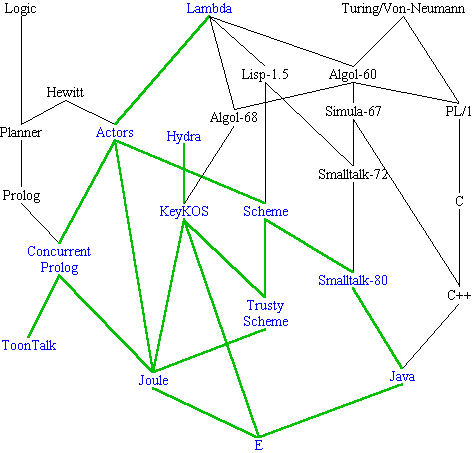 Logic
Lambda
Turing/Von-Neumann
Lisp-1.5
Algol-60
Hewitt
Algol-68
Simula-67
PL/1
Planner
Actors
Hydra
Smalltalk-72
Prolog
KeyKOS
Scheme
C
Concurrent
Prolog
Smalltalk-80
C++
Trusty
Scheme
ToonTalk
Joule
Java
E